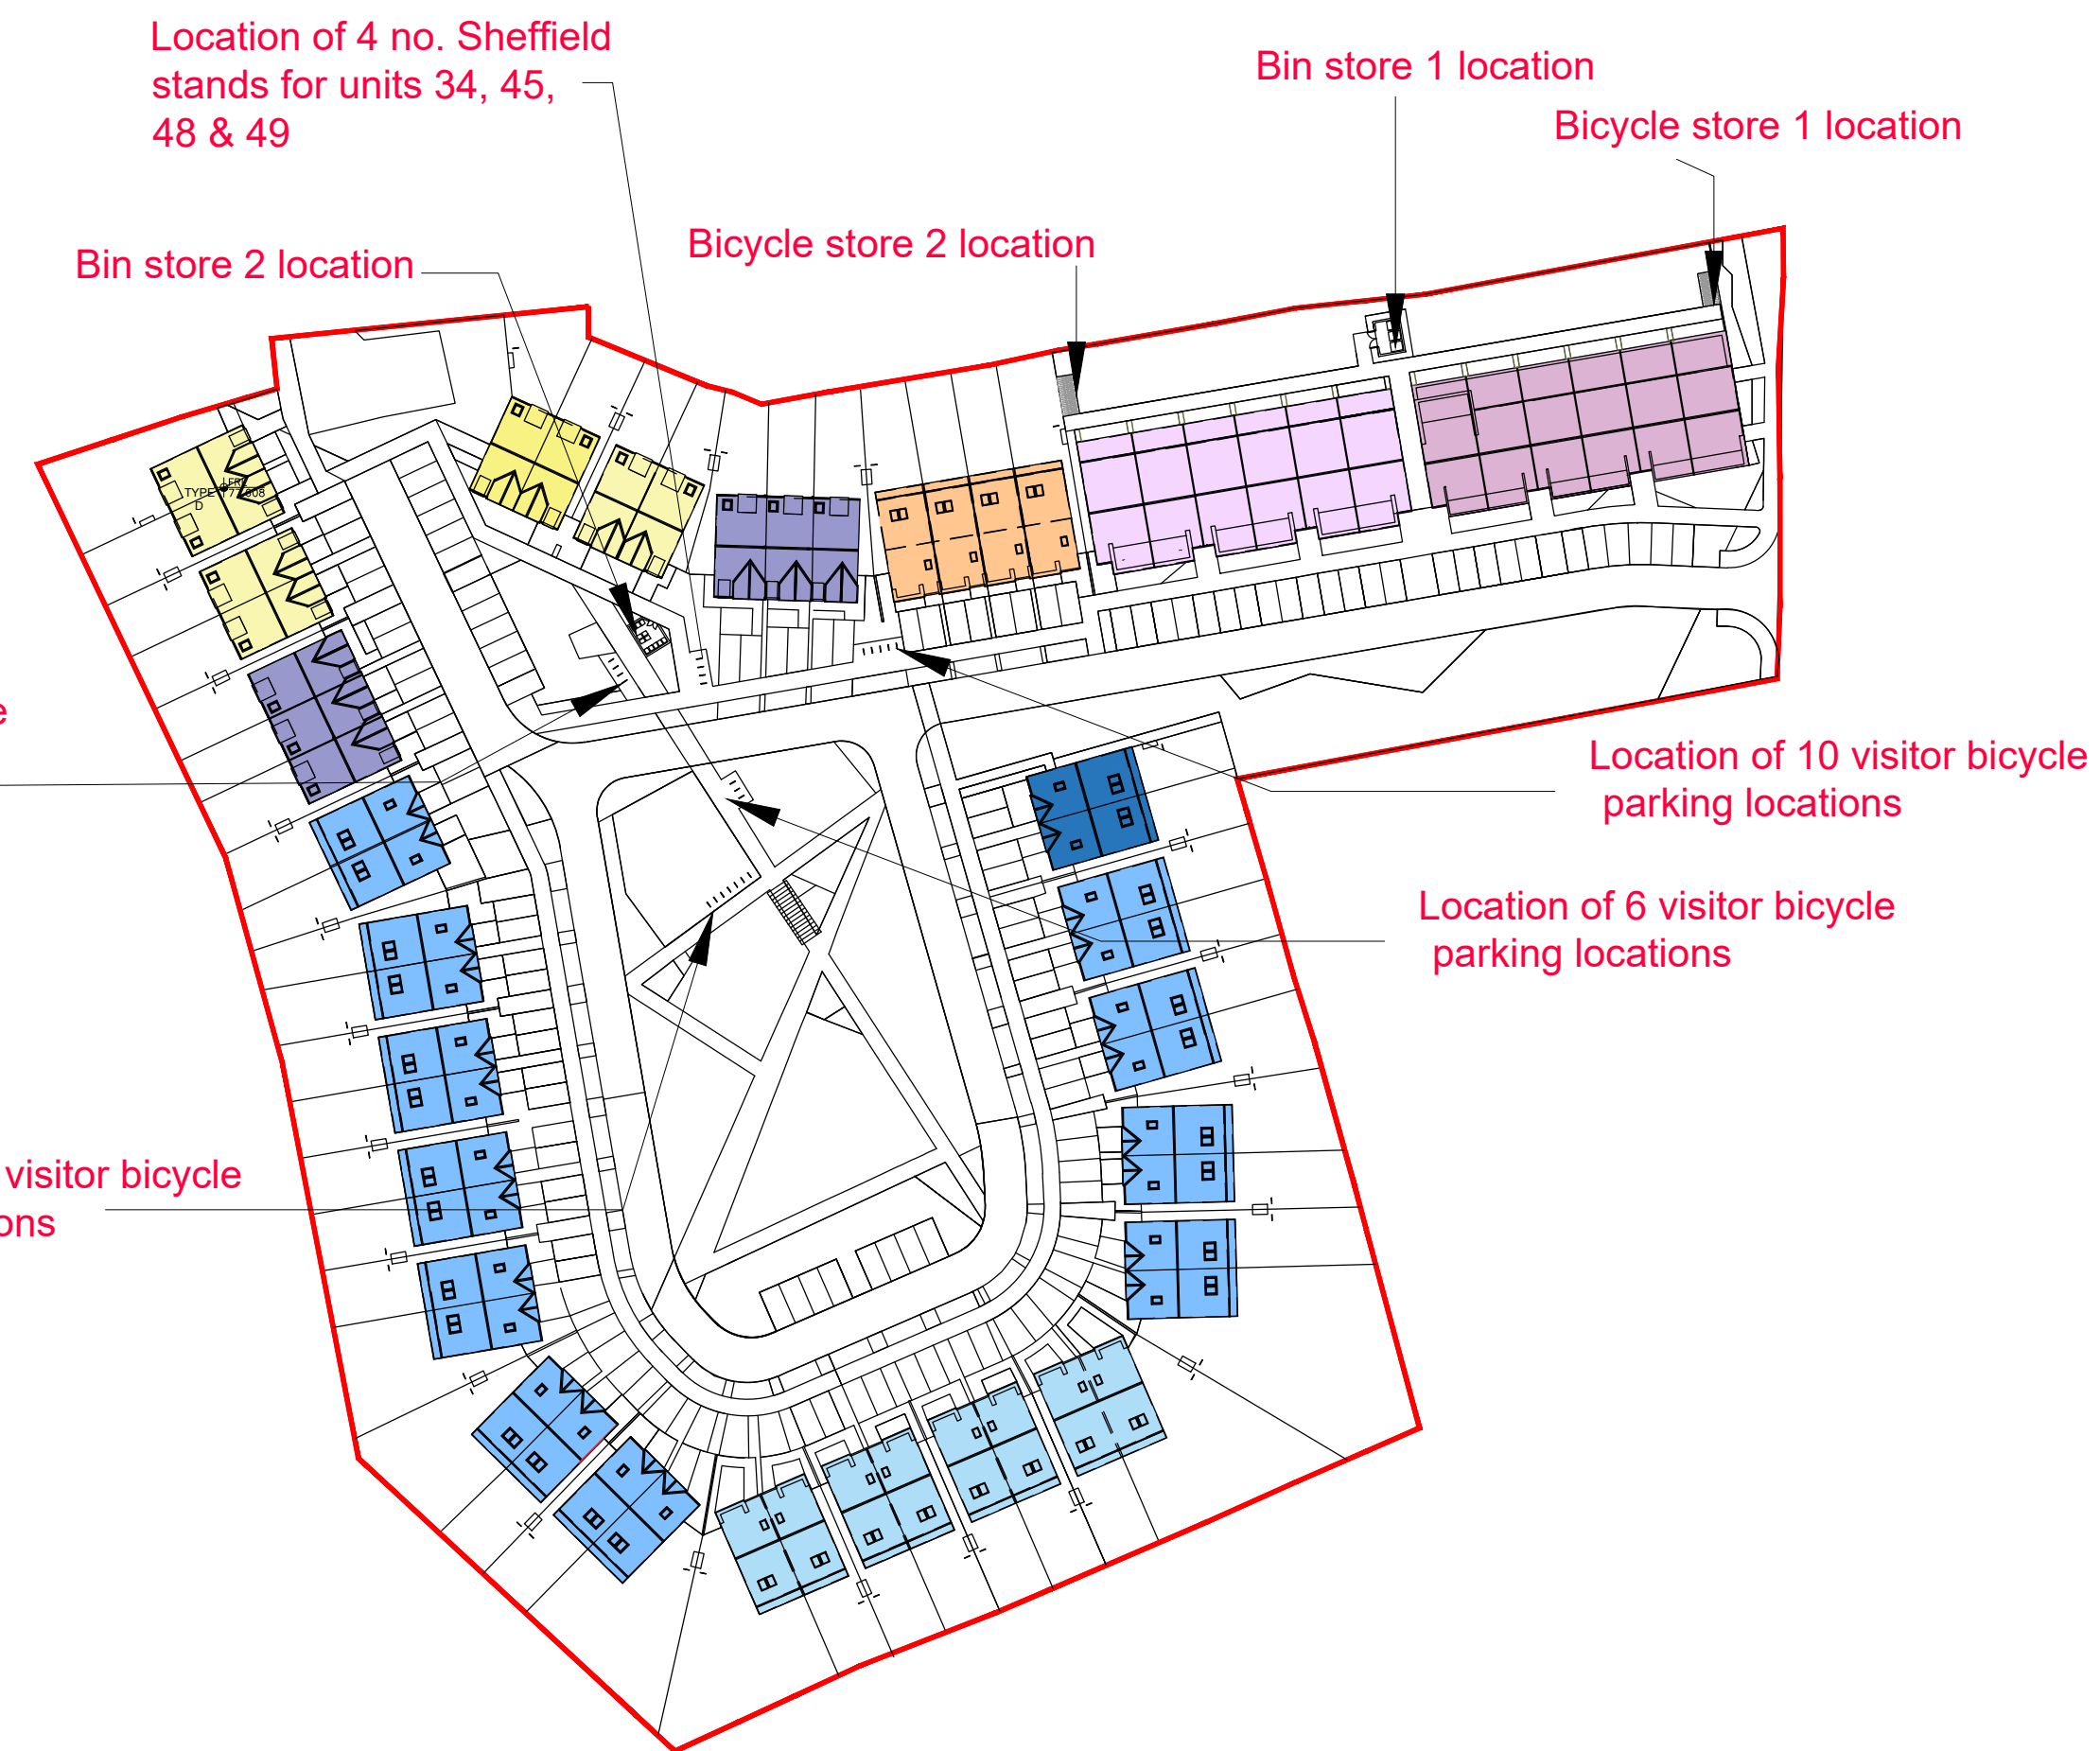 Location of 4 no. Sheffield
stands for units 34, 45,
48 & 49
Bin store 1 location
Bicycle store 1 location
Bin store 2 location
Bicycle store 2 location
TYPE
D
e
Location of 10 visitor bicycle
parking locations
Location of 6 visitor bicycle
parking locations
visitor bicycle
ons